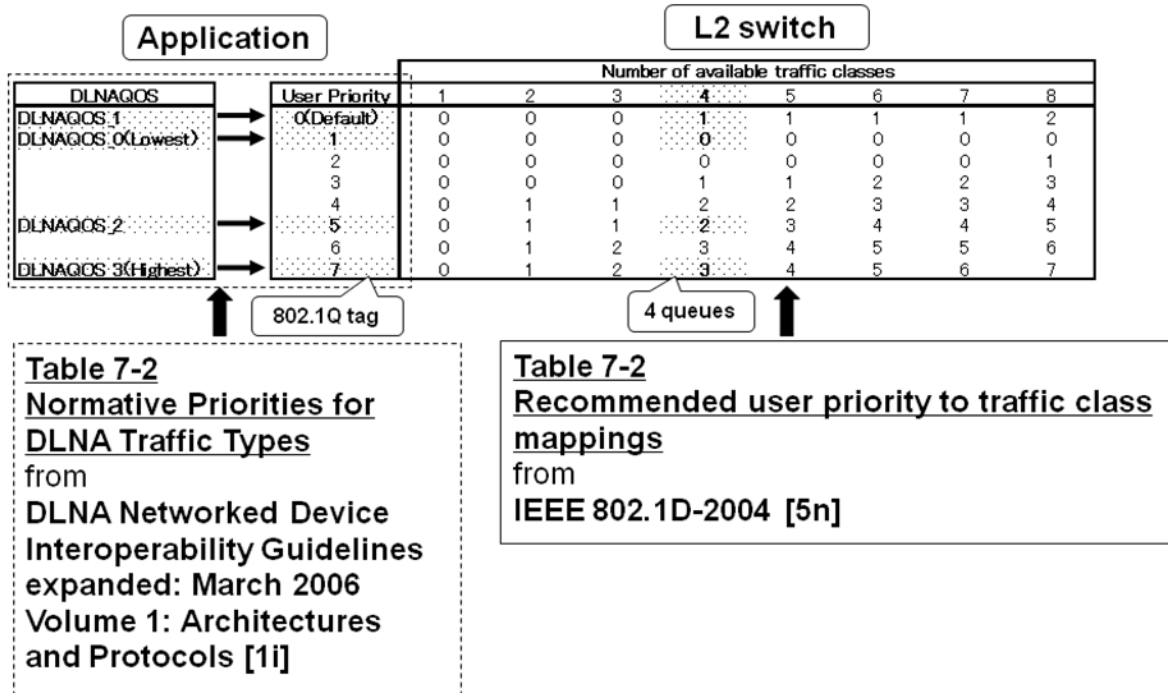 Application
L2 switch
Number of available traffic classes
DLNAQOS User Priority 1 2 3 4 5 6 7 8
DLNAQOS_1 0(Default) 0 0 0 1 1 1 1 2
DLNAQOS_0(Lowest) 1 0 0 0 0 0 0 0 0
2 0 0 0 0 0 0 0 1
3 0 0 0 1 1 2 2 3
4 0 1 1 2 2 3 3 4
DLNAQOS_2 5 0 1 1 2 3 4 4 5
6 0 1 2 3 4 5 5 6
DLNAQOS_3(Highest) 7 0 1 2 3 4 5 6 7
802.1Q tag
4 queues
Table 7-2
Normative Priorities for
DLNA Traffic Types
from
DLNA Networked Device
Interoperability Guidelines
expanded: March 2006
Volume 1: Architectures
and Protocols [1i]
Table 7-2
Recommended user priority to traffic class
mappings
from
IEEE 802.1D-2004 [5n]